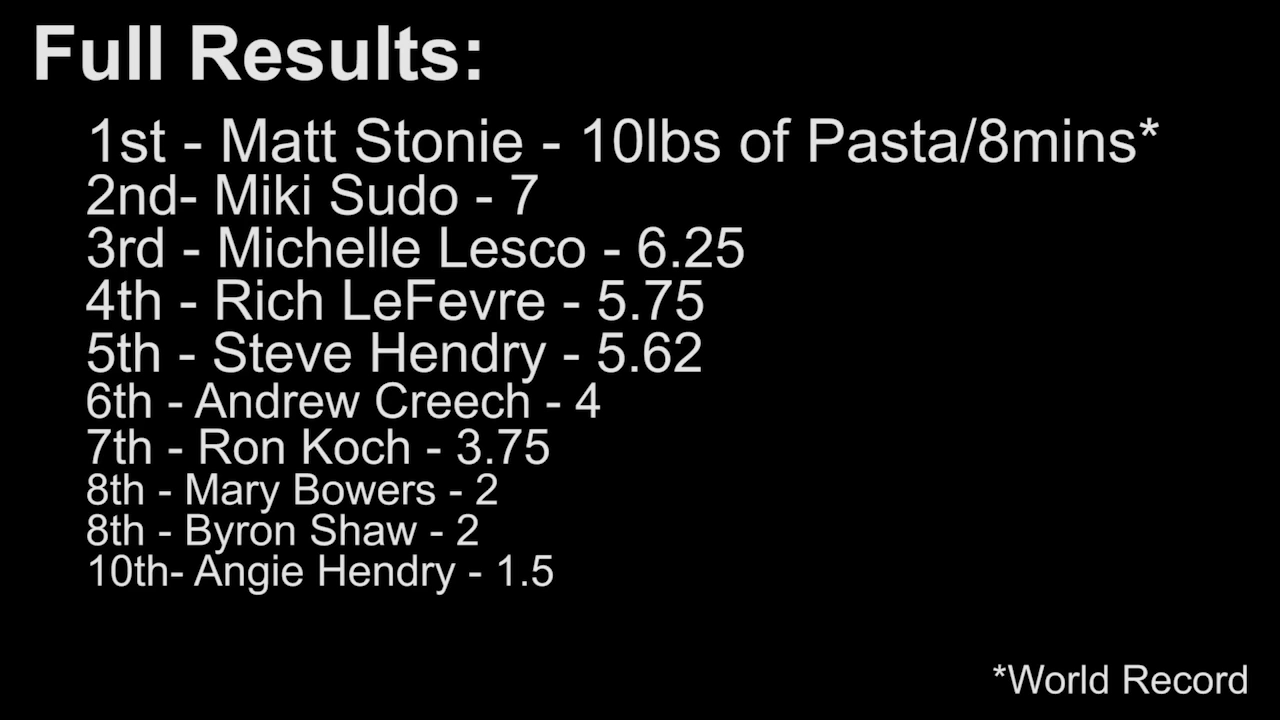 Full Results:
1st - Matt Stonie - 10lbs of Pasta/8mins*
2nd- Miki Sudo - 7
3rd - Michelle Lesco - 6.25
4th - Rich LeFevre - 5.75
5th - Steve Hendry - 5.62
6th - Andrew Creech - 4
7th - Ron Koch - 3.75
8th - Mary Bowers - 2
8th - Byron Shaw - 2
10th- Angie Hendry - 1.5
*World Record